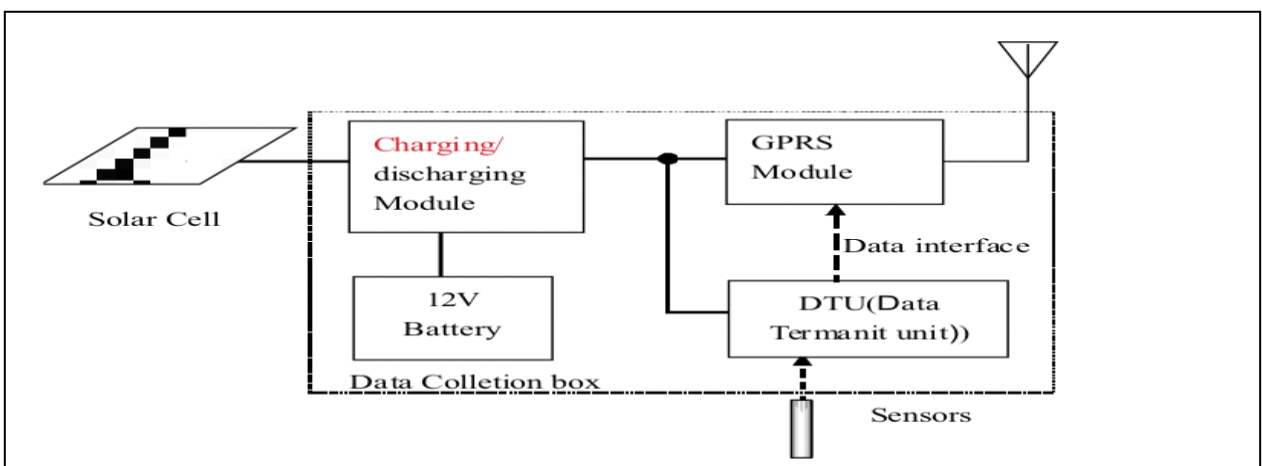 Solar Cell
Charging/
discharging
Module
12V
Battery
Data Colletion box
GPRS
Module
Data interface
DTU(Data
Termanit unit))
Sensors